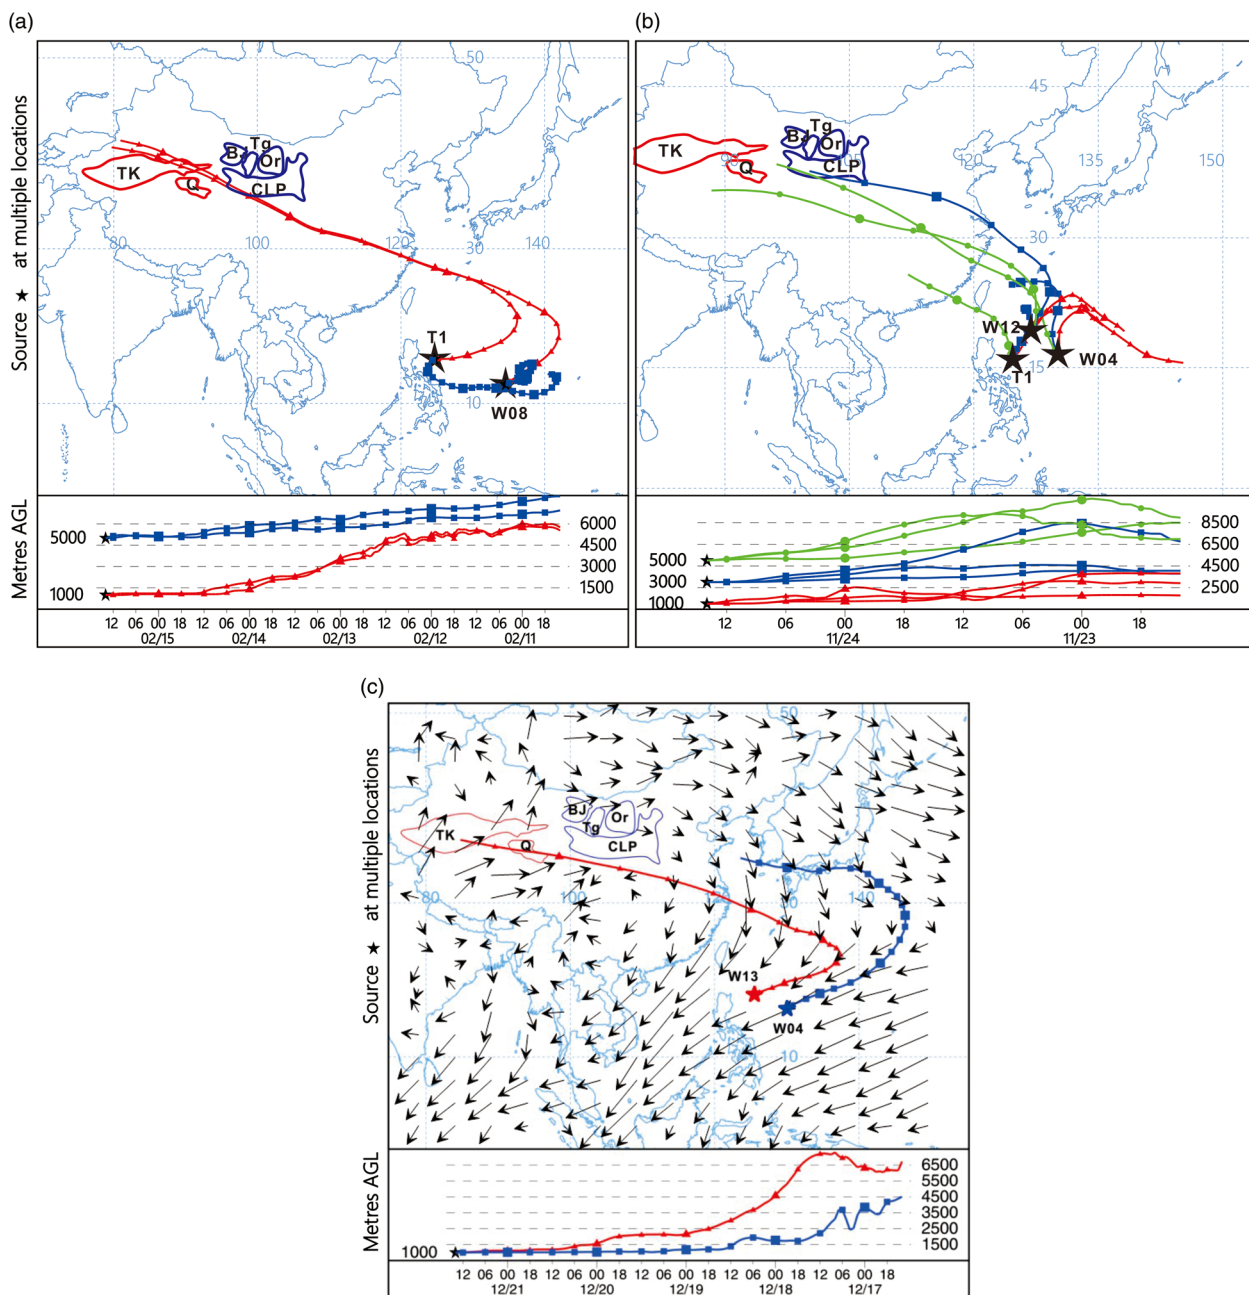 (a)
(b)
Source ★ at multiple locations
50
80
100
120
30
140
10
TK
Q
BJ
Tg
Or
CLP
T1
W08
Metres AGL
5000
1000
6000
4500
3000
1500
12 06 00 18 12 06 00 18 12 06 00 18 12 06 00 18 12 06 00 18
02/15 02/14 02/13 02/12 02/11
45
90
105
120
135
150
30
15
TK
Q
BJ
Tg
Or
CLP
W12
T1
W04
5000
3000
1000
8500
6500
4500
2500
12 06 00 18 12 06 00 18
11/24 11/23
(c)
Source ★ at multiple locations
50
80
100
30
140
10
TK
Q
BJ
Tg
Or
CLP
W13
W04
Metres AGL
1000
6500
5500
4500
3500
2500
1500
12 06 00 18 12 06 00 18 12 06 00 18 12 06 00 18 12 06 00 18
12/21 12/20 12/19 12/18 12/17